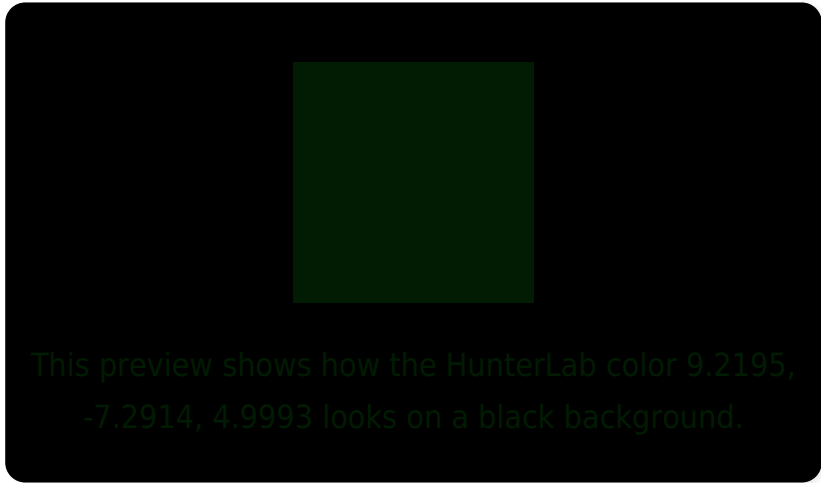 This preview shows how the HunterLab color 9.2195,
-7.2914, 4.9993 looks on a black background.